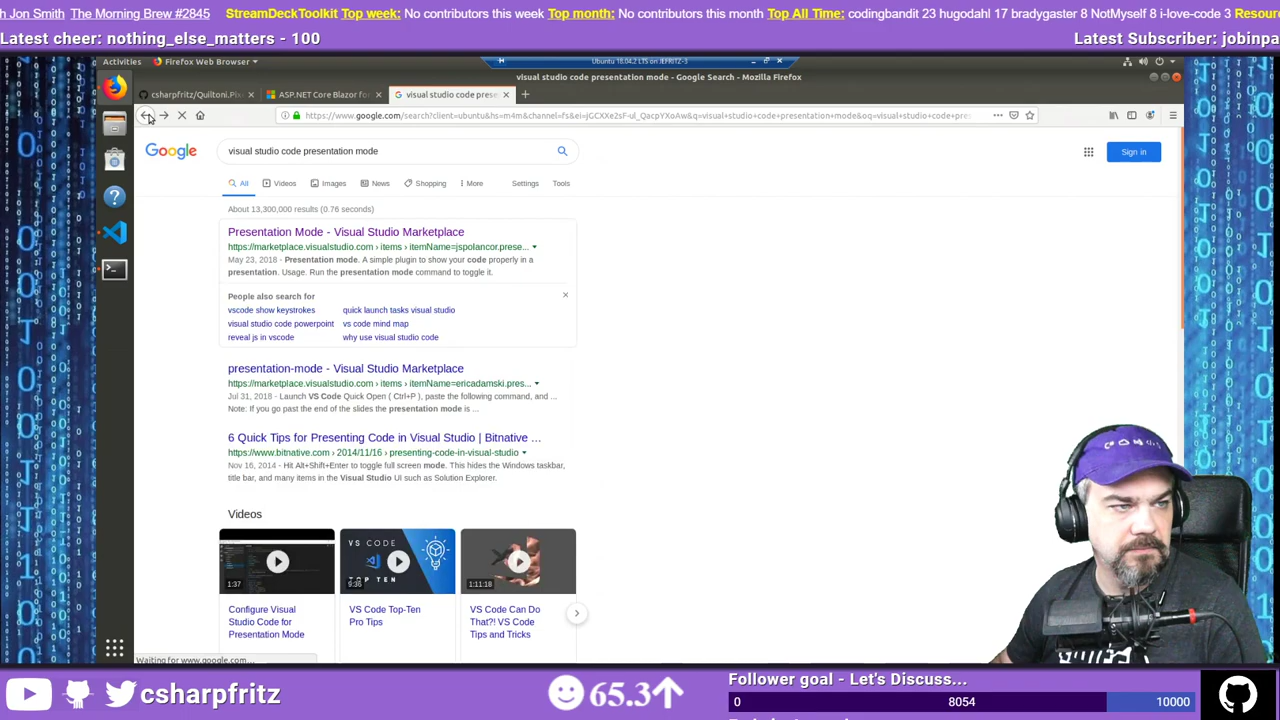 StreamDeckToolkit Top week: No contributors this week Top month: No contributors this month Top All Time: codingbandit 23 hugodahl 17 bradygaster 8 NotMyself 8 i-love-code 3
Jon Smith The Morning Brew #2845
Latest cheer: nothing_else_matters - 100
Latest Subscriber: jobinpa
Activities
Firefox Web Browser
Ubuntu 18.04.2 LTS on JEFRITZ-3
visual studio code presentation mode - Google Search - Mozilla Firefox
csharpfritz/Quiltoni.Pix
ASP.NET Core Blazor for
visual studio code prese
https://www.google.com/search?client=ubuntu&hs=m4m&channel=fs&ei=jGCXXe2sF-ul_QacpYXoAw&q=visual+studio+code+presentation+mode&oq=visual+studio+code+pres
Google
visual studio code presentation mode
Sign in
All
Videos
Images
News
Shopping
More
Settings
Tools
About 13,300,000 results (0.76 seconds)
Presentation Mode - Visual Studio Marketplace
https://marketplace.visualstudio.com › items › itemName=jspolancor.prese...
May 23, 2018 - Presentation mode. A simple plugin to show your code properly in a
presentation. Usage. Run the presentation mode command to toggle it.
People also search for
vscode show keystrokes
quick launch tasks visual studio
visual studio code powerpoint
vs code mind map
reveal js in vscode
why use visual studio code
presentation-mode - Visual Studio Marketplace
https://marketplace.visualstudio.com › items › itemName=ericadamski.pres...
Jul 31, 2018 - Launch VS Code Quick Open ( Ctrl+P ), paste the following command, and ...
Note: If you go past the end of the slides the presentation mode is ...
6 Quick Tips for Presenting Code in Visual Studio | Bitnative ...
https://www.bitnative.com › 2014/11/16 › presenting-code-in-visual-studio
Nov 16, 2014 - Hit Alt+Shift+Enter to toggle full screen mode. This hides the Windows taskbar,
title bar, and many items in the Visual Studio UI such as Solution Explorer.
Videos
VS CODE
TOP TEN
1:37
9:36
1:11:18
Configure Visual
Studio Code for
Presentation Mode
VS Code Top-Ten
Pro Tips
VS Code Can Do
That?! VS Code
Tips and Tricks
Waiting for www.google.com...
csharpfritz
65.3
Follower goal - Let's Discuss...
0
8054
10000